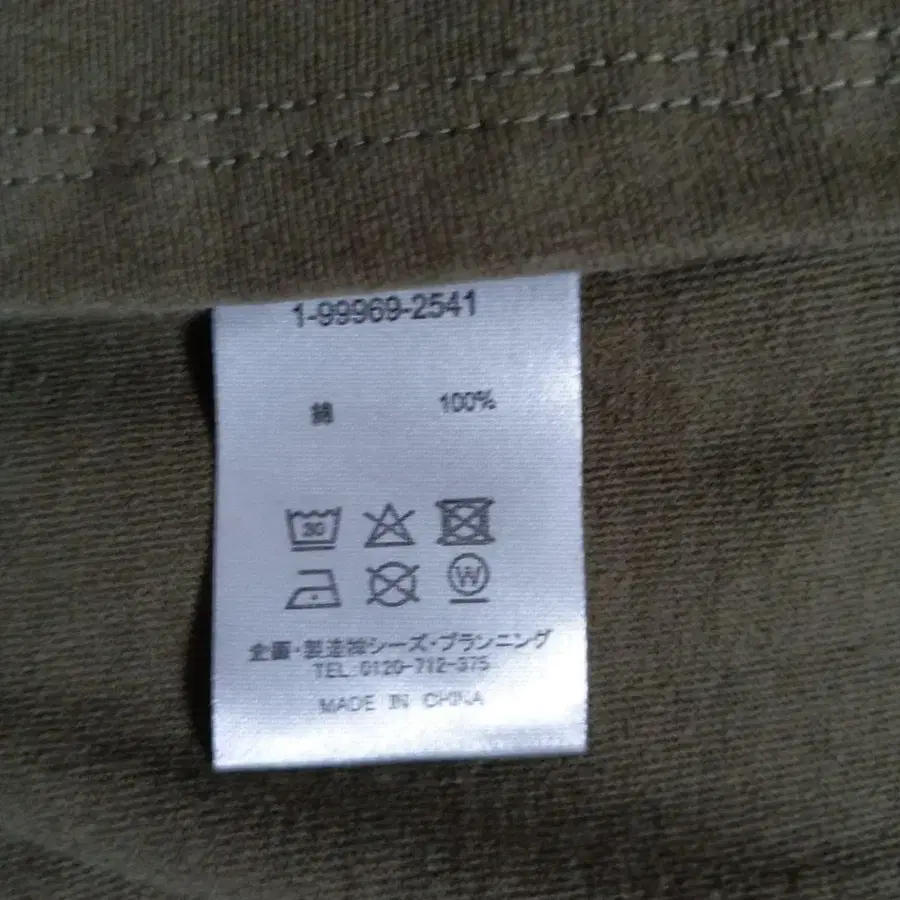 1-99969-2541
綿 100%
30
W
企画・製造㈱シーズ・プランニング
TEL:0120-712-375
MADE IN CHINA